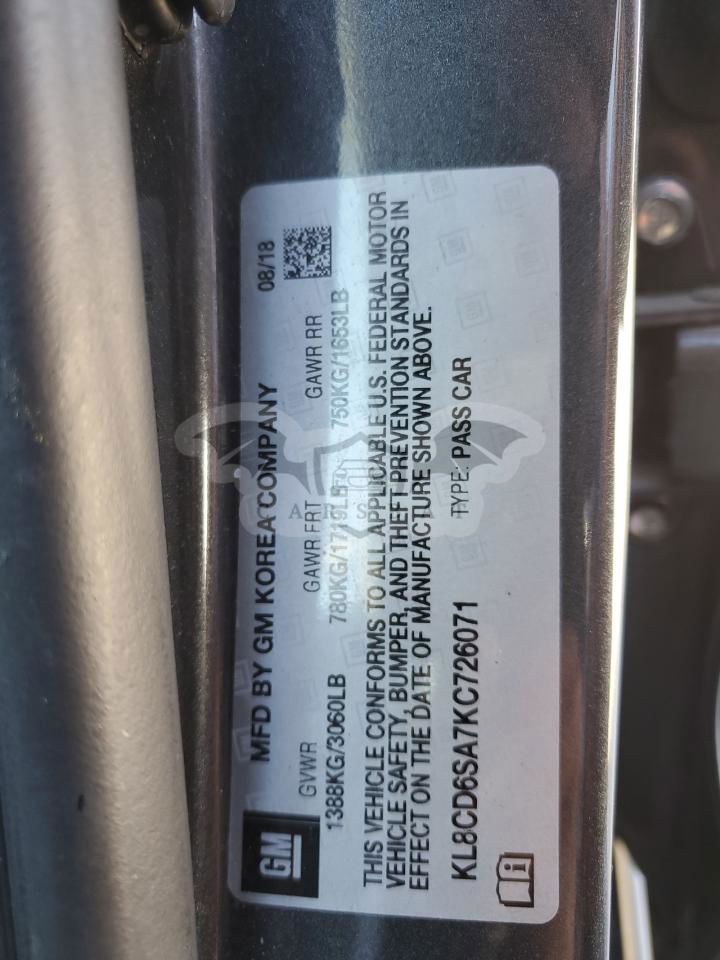 GM
MFD BY GM KOREA COMPANY 08/18
GVWR GAWR FRT GAWR RR
1388KG/3060LB 780KG/1719LB 750KG/1653LB
THIS VEHICLE CONFORMS TO ALL APPLICABLE U.S. FEDERAL MOTOR
VEHICLE SAFETY, BUMPER, AND THEFT PREVENTION STANDARDS IN
EFFECT ON THE DATE OF MANUFACTURE SHOWN ABOVE.
KL8CD6SA7KC726071 TYPE: PASS CAR